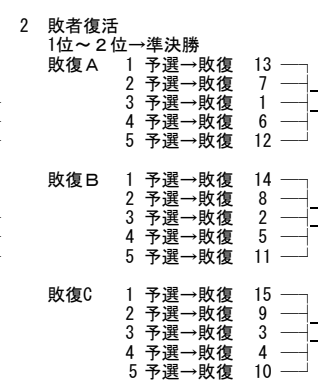 2 敗者復活
1位～2位→準決勝
敗復A 1 予選→敗復 13
2 予選→敗復 7
3 予選→敗復 1
4 予選→敗復 6
5 予選→敗復 12
敗復B 1 予選→敗復 14
2 予選→敗復 8
3 予選→敗復 2
4 予選→敗復 5
5 予選→敗復 11
敗復C 1 予選→敗復 15
2 予選→敗復 9
3 予選→敗復 3
4 予選→敗復 4
5 予選→敗復 10